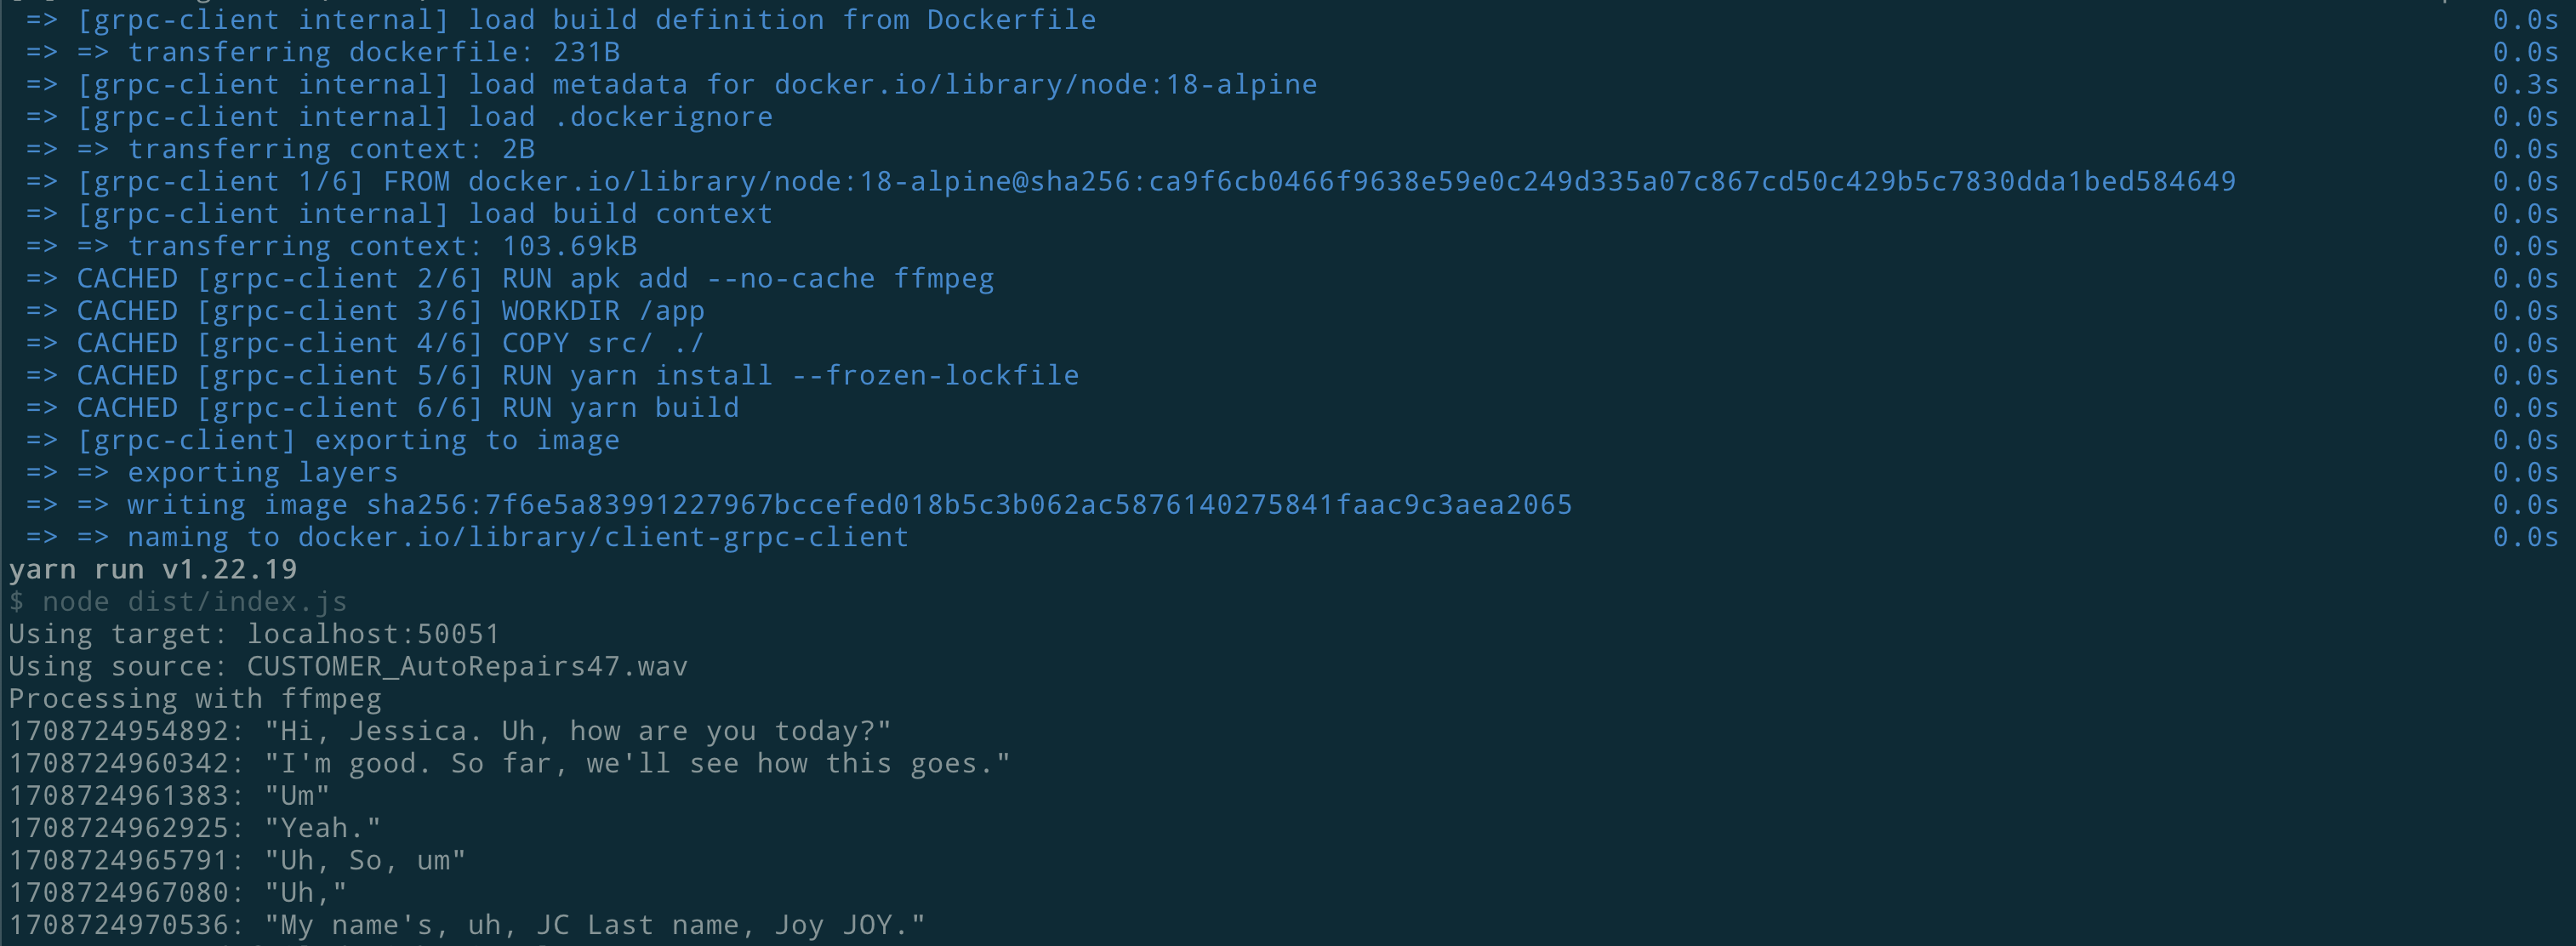 => [grpc-client internal] load build definition from Dockerfile 0.0s
=> => transferring dockerfile: 231B 0.0s
=> [grpc-client internal] load metadata for docker.io/library/node:18-alpine 0.3s
=> [grpc-client internal] load .dockerignore 0.0s
=> => transferring context: 2B 0.0s
=> [grpc-client 1/6] FROM docker.io/library/node:18-alpine@sha256:ca9f6cb0466f9638e59e0c249d335a07c867cd50c429b5c7830dda1bed584649 0.0s
=> [grpc-client internal] load build context 0.0s
=> => transferring context: 103.69kB 0.0s
=> CACHED [grpc-client 2/6] RUN apk add --no-cache ffmpeg 0.0s
=> CACHED [grpc-client 3/6] WORKDIR /app 0.0s
=> CACHED [grpc-client 4/6] COPY src/ ./ 0.0s
=> CACHED [grpc-client 5/6] RUN yarn install --frozen-lockfile 0.0s
=> CACHED [grpc-client 6/6] RUN yarn build 0.0s
=> [grpc-client] exporting to image 0.0s
=> => exporting layers 0.0s
=> => writing image sha256:7f6e5a83991227967bccefed018b5c3b062ac5876140275841faac9c3aea2065 0.0s
=> => naming to docker.io/library/client-grpc-client 0.0s
yarn run v1.22.19
$ node dist/index.js
Using target: localhost:50051
Using source: CUSTOMER_AutoRepairs47.wav
Processing with ffmpeg
1708724954892: "Hi, Jessica. Uh, how are you today?"
1708724960342: "I'm good. So far, we'll see how this goes."
1708724961383: "Um"
1708724962925: "Yeah."
1708724965791: "Uh, So, um"
1708724967080: "Uh,"
1708724970536: "My name's, uh, JC Last name, Joy JOY."